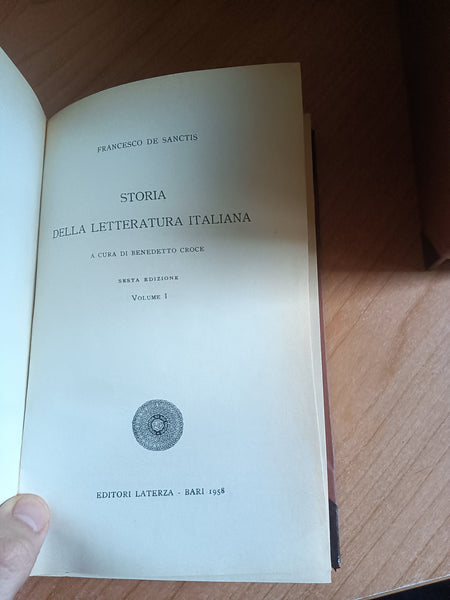 FRANCESCO DE SANCTIS
STORIA
DELLA LETTERATURA ITALIANA
A CURA DI BENEDETTO CROCE
SESTA EDIZIONE
VOLUME I
EDITORI LATERZA - BARI 1958